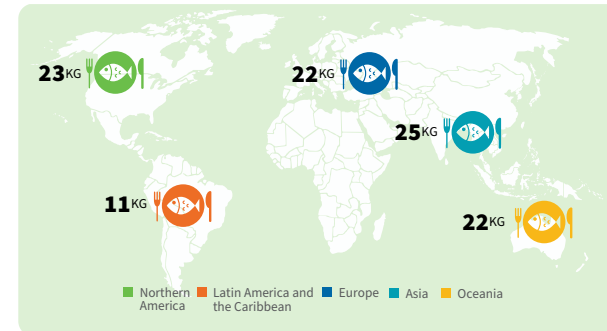 23KG
22KG
25KG
11KG
22KG
Northern America
Latin America and the Caribbean
Europe
Asia
Oceania